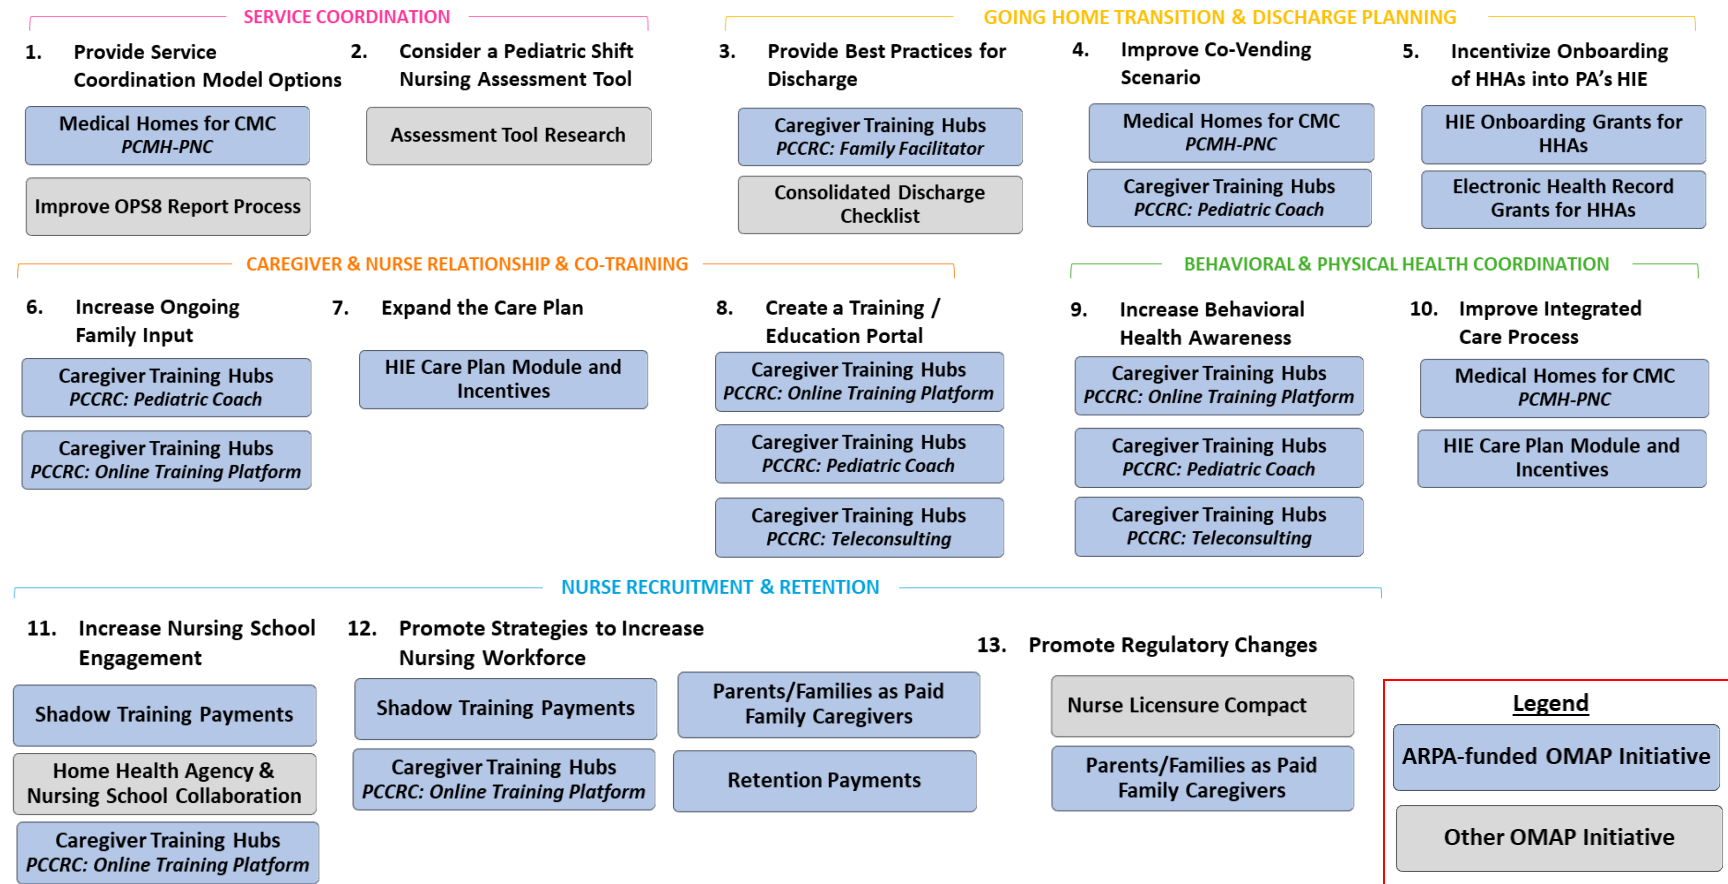 SERVICE COORDINATION
1. Provide Service
Coordination Model Options
Medical Homes for CMC
PCMH-PNC
Improve OPS8 Report Process
2. Consider a Pediatric Shift
Nursing Assessment Tool
Assessment Tool Research
GOING HOME TRANSITION & DISCHARGE PLANNING
3. Provide Best Practices for
Discharge
Caregiver Training Hubs
PCCRC: Family Facilitator
Consolidated Discharge
Checklist
4. Improve Co-Vending
Scenario
Medical Homes for CMC
PCMH-PNC
Caregiver Training Hubs
PCCRC: Pediatric Coach
5. Incentivize Onboarding
of HHAs into PA's HIE
HIE Onboarding Grants for
HHAs
Electronic Health Record
Grants for HHAs
CAREGIVER & NURSE RELATIONSHIP & CO-TRAINING
6. Increase Ongoing
Family Input
Caregiver Training Hubs
PCCRC: Pediatric Coach
Caregiver Training Hubs
PCCRC: Online Training Platform
7. Expand the Care Plan
HIE Care Plan Module and
Incentives
8. Create a Training /
Education Portal
Caregiver Training Hubs
PCCRC: Online Training Platform
Caregiver Training Hubs
PCCRC: Pediatric Coach
Caregiver Training Hubs
PCCRC: Teleconsulting
BEHAVIORAL & PHYSICAL HEALTH COORDINATION
9. Increase Behavioral
Health Awareness
Caregiver Training Hubs
PCCRC: Online Training Platform
Caregiver Training Hubs
PCCRC: Pediatric Coach
Caregiver Training Hubs
PCCRC: Teleconsulting
10. Improve Integrated
Care Process
Medical Homes for CMC
PCMH-PNC
HIE Care Plan Module and
Incentives
NURSE RECRUITMENT & RETENTION
11. Increase Nursing School
Engagement
Shadow Training Payments
Home Health Agency &
Nursing School Collaboration
Caregiver Training Hubs
PCCRC: Online Training Platform
12. Promote Strategies to Increase
Nursing Workforce
Shadow Training Payments
Caregiver Training Hubs
PCCRC: Online Training Platform
Parents/Families as Paid
Family Caregivers
Retention Payments
13. Promote Regulatory Changes
Nurse Licensure Compact
Parents/Families as Paid
Family Caregivers
Legend
ARPA-funded OMAP Initiative
Other OMAP Initiative